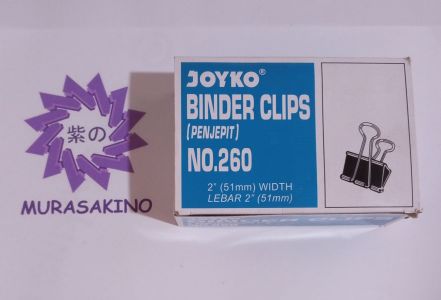 紫の
MURASAKINO
JOYKO®
BINDER CLIPS
(PENJEPIT)
NO.260
2" (51mm) WIDTH
LEBAR 2" (51mm)